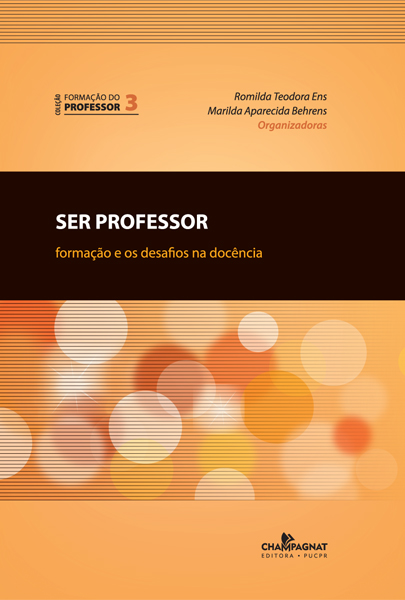 COLEÇÃO
FORMAÇÃO DO
PROFESSOR 3
Romilda Teodora Ens
Marilda Aparecida Behrens
Organizadoras
SER PROFESSOR
formação e os desafios na docência
CHAMPAGNAT
EDITORA • PUCPR